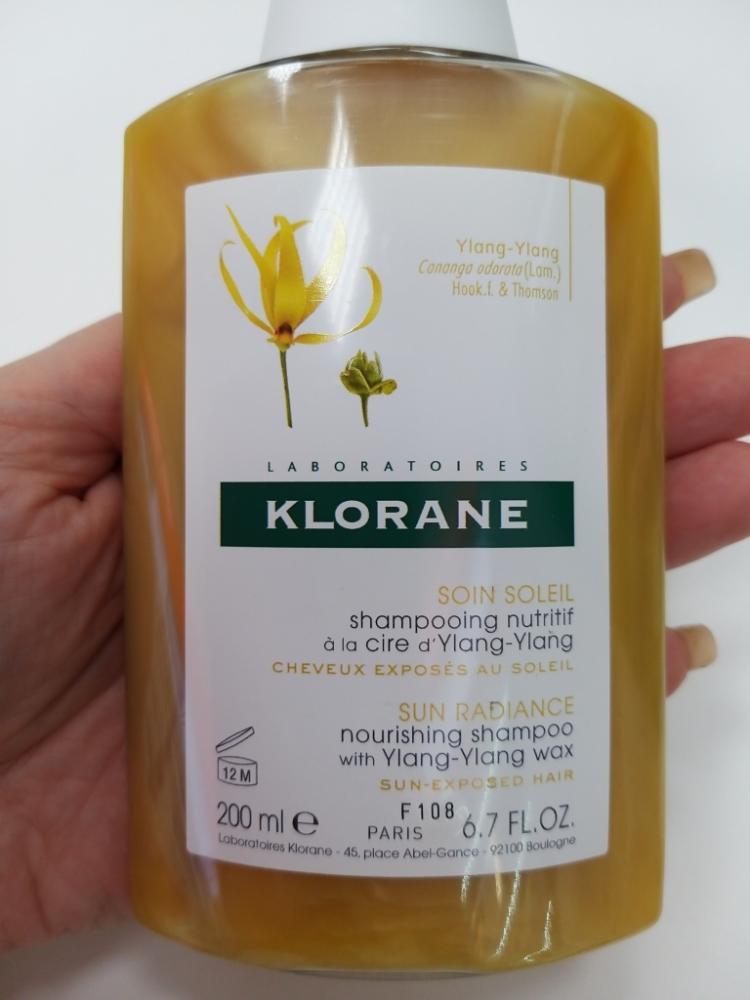 Ylang-Ylang
Cananga odorata (Lam.)
Hook.f. & Thomson
LABORATOIRES
KLORANE
SOIN SOLEIL
shampooing nutritif
à la cire d'Ylang-Ylang
CHEVEUX EXPOSÉS AU SOLEIL
SUN RADIANCE
nourishing shampoo
with Ylang-Ylang wax
SUN-EXPOSED HAIR
12 M
F108
200 ml e PARIS 6.7 FL.OZ.
Laboratoires Klorane - 45, place Abel-Gance - 92100 Boulogne